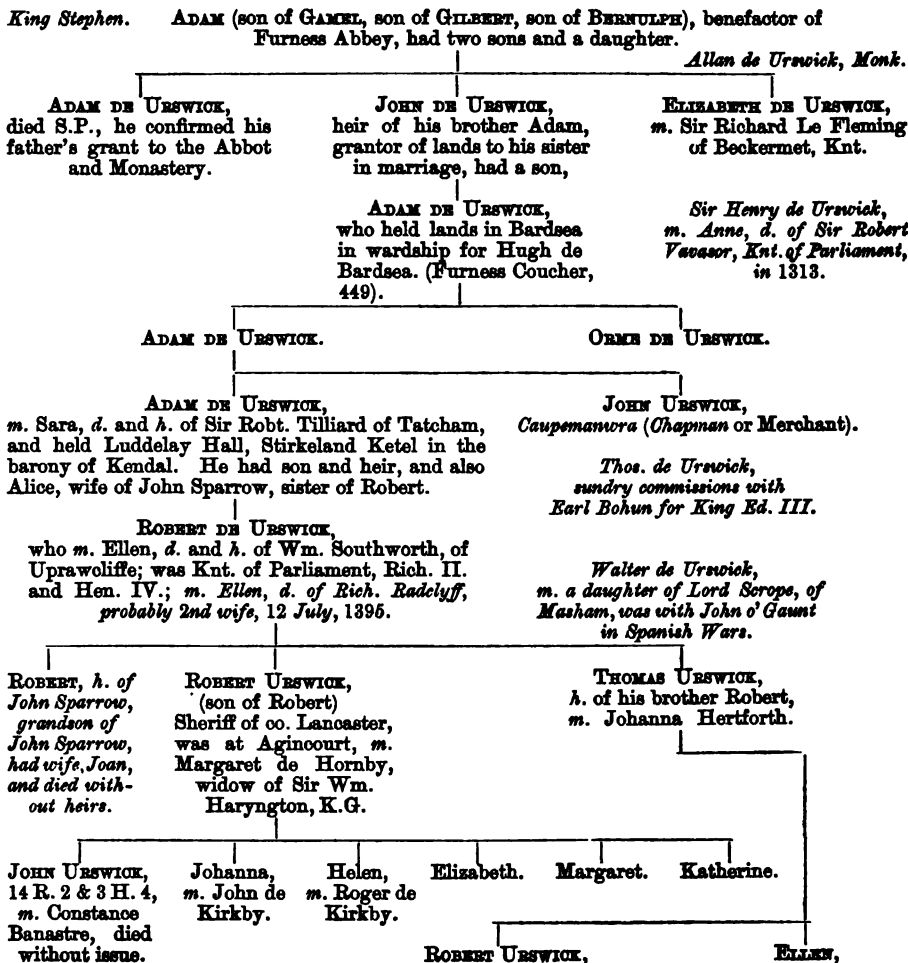 King Stephen. ADAM (son of GAMEL, son of GILBERT, son of BERNULPH), benefactor of
Furness Abbey, had two sons and a daughter.
Allan de Urswick, Monk.
ADAM DE URSWICK,
died S.P., he confirmed his
father's grant to the Abbot
and Monastery.
JOHN DE URSWICK,
heir of his brother Adam,
grantor of lands to his sister
in marriage, had a son,
ELIZABETH DE URSWICK,
m. Sir Richard Le Fleming
of Beckermet, Knt.
ADAM DE URSWICK,
who held lands in Bardsea
in wardship for Hugh de
Bardsea. (Furness Coucher,
449).
Sir Henry de Urswick,
m. Anne, d. of Sir Robert
Vavasor, Knt. of Parliament,
in 1313.
ADAM DE URSWICK.
ORME DE URSWICK.
ADAM DE URSWICK,
m. Sara, d. and h. of Sir Robt. Tilliard of Tatcham,
and held Luddelay Hall, Stirkeland Ketel in the
barony of Kendal. He had son and heir, and also
Alice, wife of John Sparrow, sister of Robert.
JOHN URSWICK,
Caupemanwra (Chapman or Merchant).
Thos. de Urswick,
sundry commissions with
Earl Bohun for King Ed. III.
ROBERT DE URSWICK,
who m. Ellen, d. and h. of Wm. Southworth, of
Uprawcliffe; was Knt. of Parliament, Rich. II.
and Hen. IV.; m. Ellen, d. of Rich. Radclyff,
probably 2nd wife, 12 July, 1395.
Walter de Urswick,
m. a daughter of Lord Scrope, of
Masham, was with John o' Gaunt
in Spanish Wars.
ROBERT, h. of
John Sparrow,
grandson of
John Sparrow,
had wife, Joan,
and died with-
out heirs.
ROBERT URSWICK,
(son of Robert)
Sheriff of co. Lancaster,
was at Agincourt, m.
Margaret de Hornby,
widow of Sir Wm.
Haryngton, K.G.
THOMAS URSWICK,
h. of his brother Robert,
m. Johanna Hertforth.
JOHN URSWICK,
14 R. 2 & 3 H. 4,
m. Constance
Banastre, died
without issue.
Johanna,
m. John de
Kirkby.
Helen,
m. Roger de
Kirkby.
Elizabeth.
Margaret.
Katherine.
ROBERT URSWICK,
ELLEN,